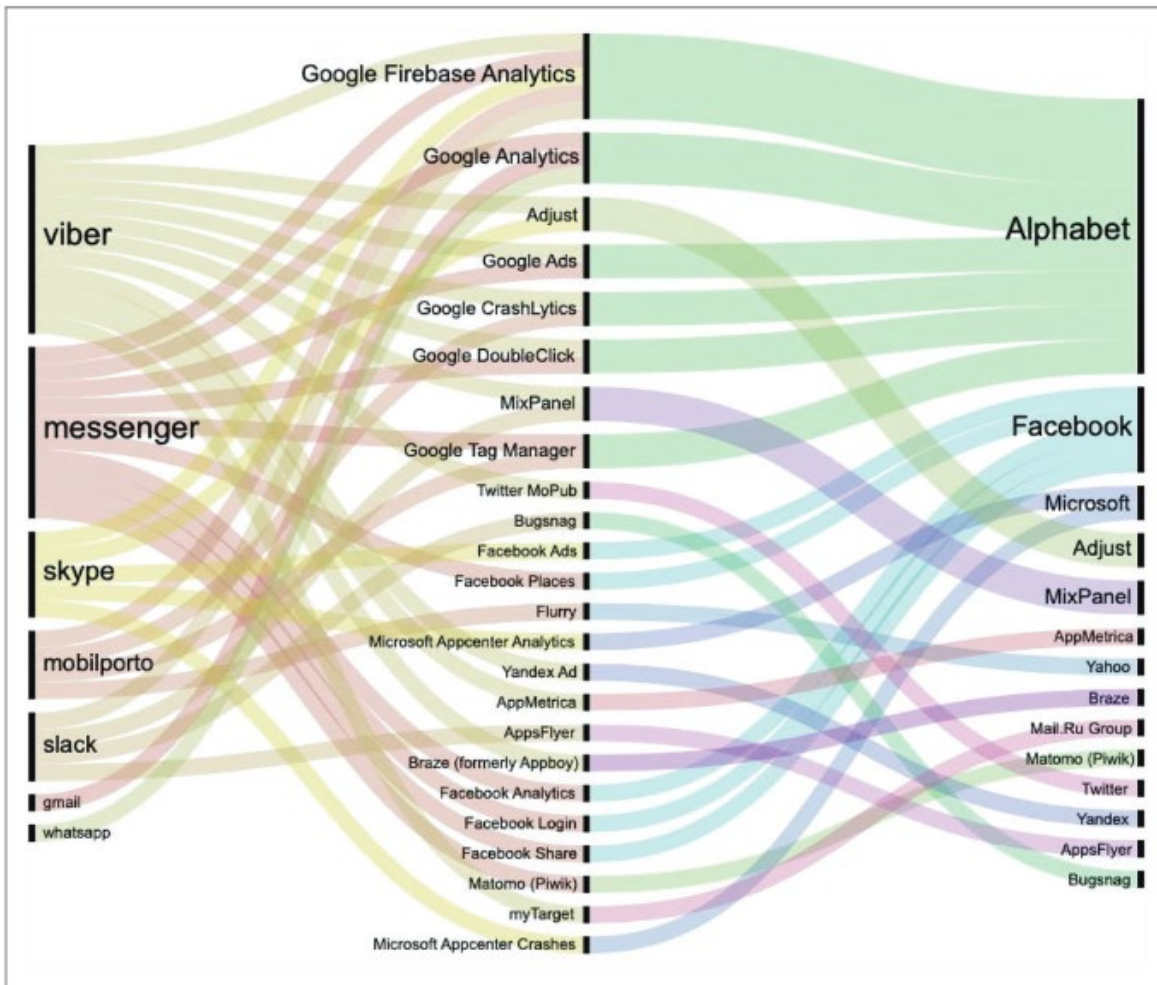 viber
messenger
skype
mobilporto
slack
gmail
whatsapp
Google Firebase Analytics
Google Analytics
Adjust
Google Ads
Google CrashLytics
Google DoubleClick
MixPanel
Google Tag Manager
Twitter MoPub
Bugsnag
Facebook Ads
Facebook Places
Flurry
Microsoft Appcenter Analytics
Yandex Ad
AppMetrica
AppsFlyer
Braze (formerly Appboy)
Facebook Analytics
Facebook Login
Facebook Share
Matomo (Piwik)
myTarget
Microsoft Appcenter Crashes
Alphabet
Facebook
Microsoft
Adjust
MixPanel
AppMetrica
Yahoo
Braze
Mail.Ru Group
Matomo (Piwik)
Twitter
Yandex
AppsFlyer
Bugsnag